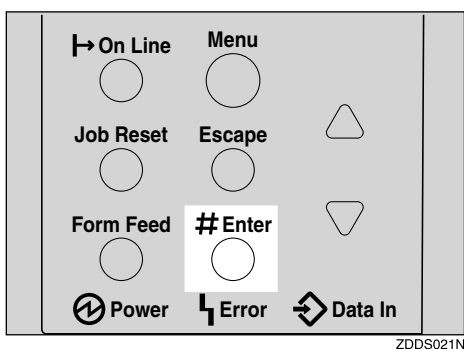 On Line Menu
Job Reset Escape
Form Feed # Enter
Power Error Data In
ZDDS021N